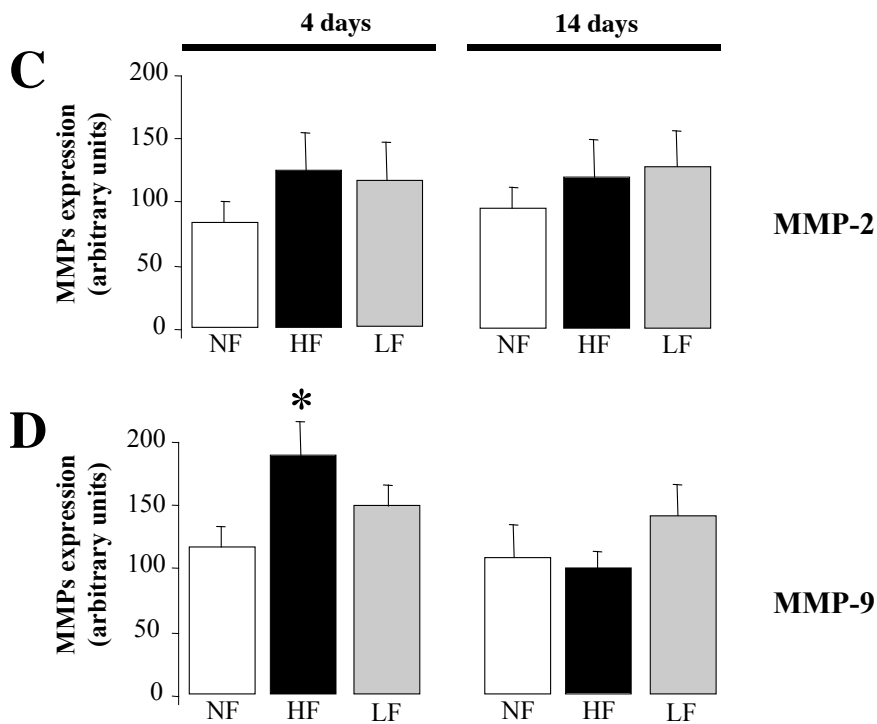 4 days 14 days
C
MMPs expression
(arbitrary units)
200
150
100
50
0
NF HF LF NF HF LF
MMP-2
D
MMPs expression
(arbitrary units)
*
200
150
100
50
0
NF HF LF NF HF LF
MMP-9